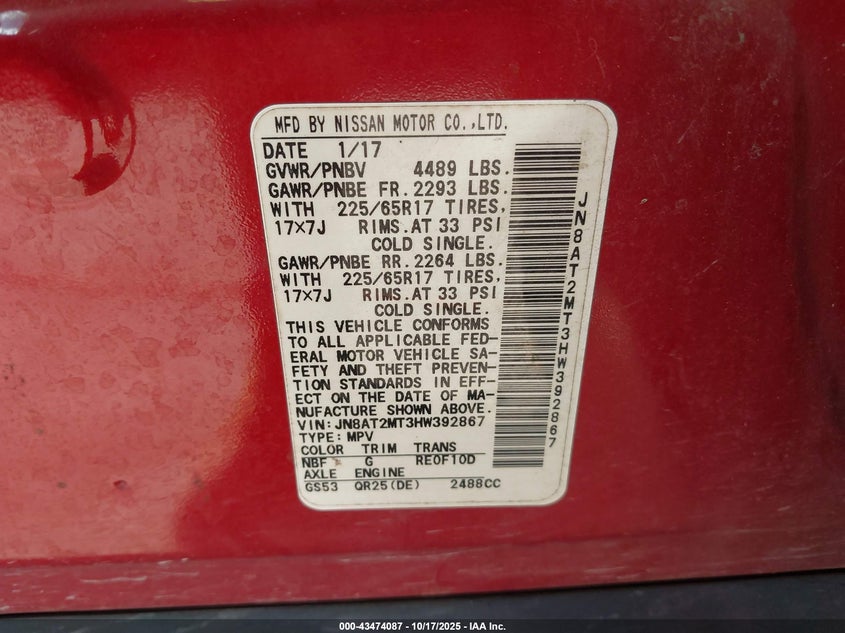 MFD BY NISSAN MOTOR CO.,LTD.
DATE 1/17
GVWR/PNBV 4489 LBS.
GAWR/PNBE FR.2293 LBS.
WITH 225/65R17 TIRES,
17×7J RIMS.AT 33 PSI
COLD SINGLE.
GAWR/PNBE RR.2264 LBS.
WITH 225/65R17 TIRES,
17×7J RIMS.AT 33 PSI
COLD SINGLE.
THIS VEHICLE CONFORMS
TO ALL APPLICABLE FED-
ERAL MOTOR VEHICLE SA-
FETY AND THEFT PREVEN-
TION STANDARDS IN EFF-
ECT ON THE DATE OF MA-
NUFACTURE SHOWN ABOVE.
VIN:JN8AT2MT3HW392867
TYPE:MPV
COLOR TRIM TRANS
NBF G RE0F10D
AXLE ENGINE
GS53 QR25(DE) 2488CC
JN8AT2MT3HW392867
000-43474087 - 10/17/2025 - IAA Inc.